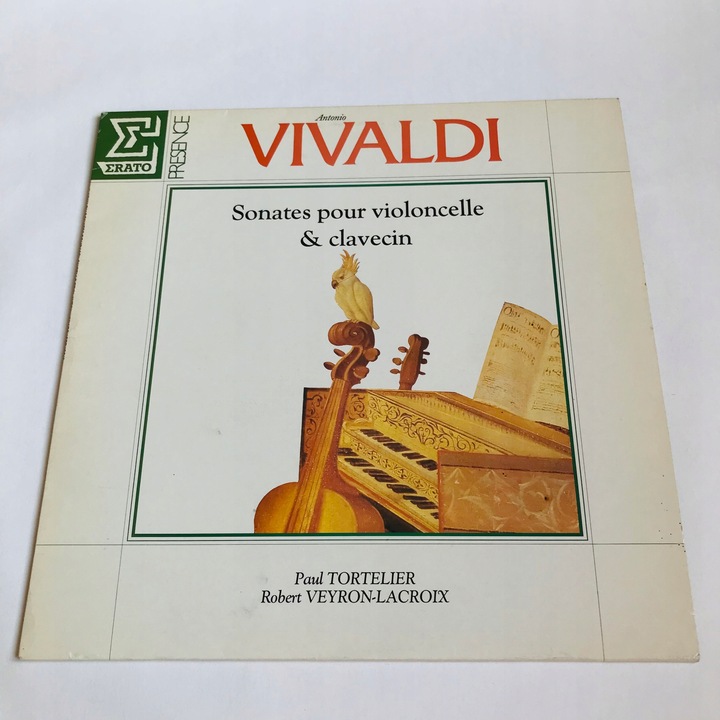 ERATO
PRESENCE
Antonio
VIVALDI
Sonates pour violoncelle
& clavecin
Paul TORTELIER
Robert VEYRON-LACROIX